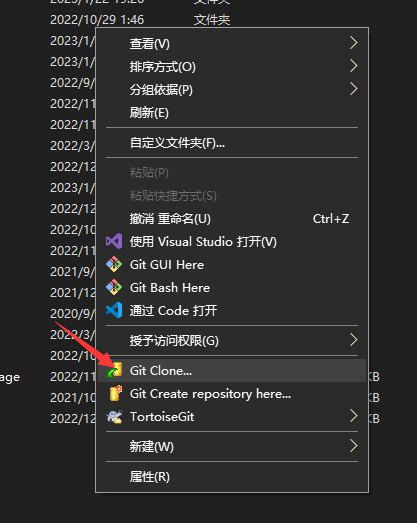 2023/1/22 19:20 文件夹
2022/10/29 1:46 文件夹
2023/1/
查看(V)
2022/10
排序方式(O)
2023/1/
分组依据(P)
2022/9/
刷新(E)
2022/11
2022/11
自定义文件夹(F)...
2022/3/
2022/12
粘贴(P)
2023/1/
粘贴快捷方式(S)
2022/12
撤消 重命名(U) Ctrl+Z
2022/10
使用 Visual Studio 打开(V)
2022/11
Git GUI Here
2021/9/
Git Bash Here
2021/12
通过 Code 打开
2020/9/
2022/3/
授予访问权限(G)
2022/10
Git Clone...
age 2022/11 KB
Git Create repository here...
2021/10 KB
TortoiseGit
2022/12 KB
新建(W)
属性(R)